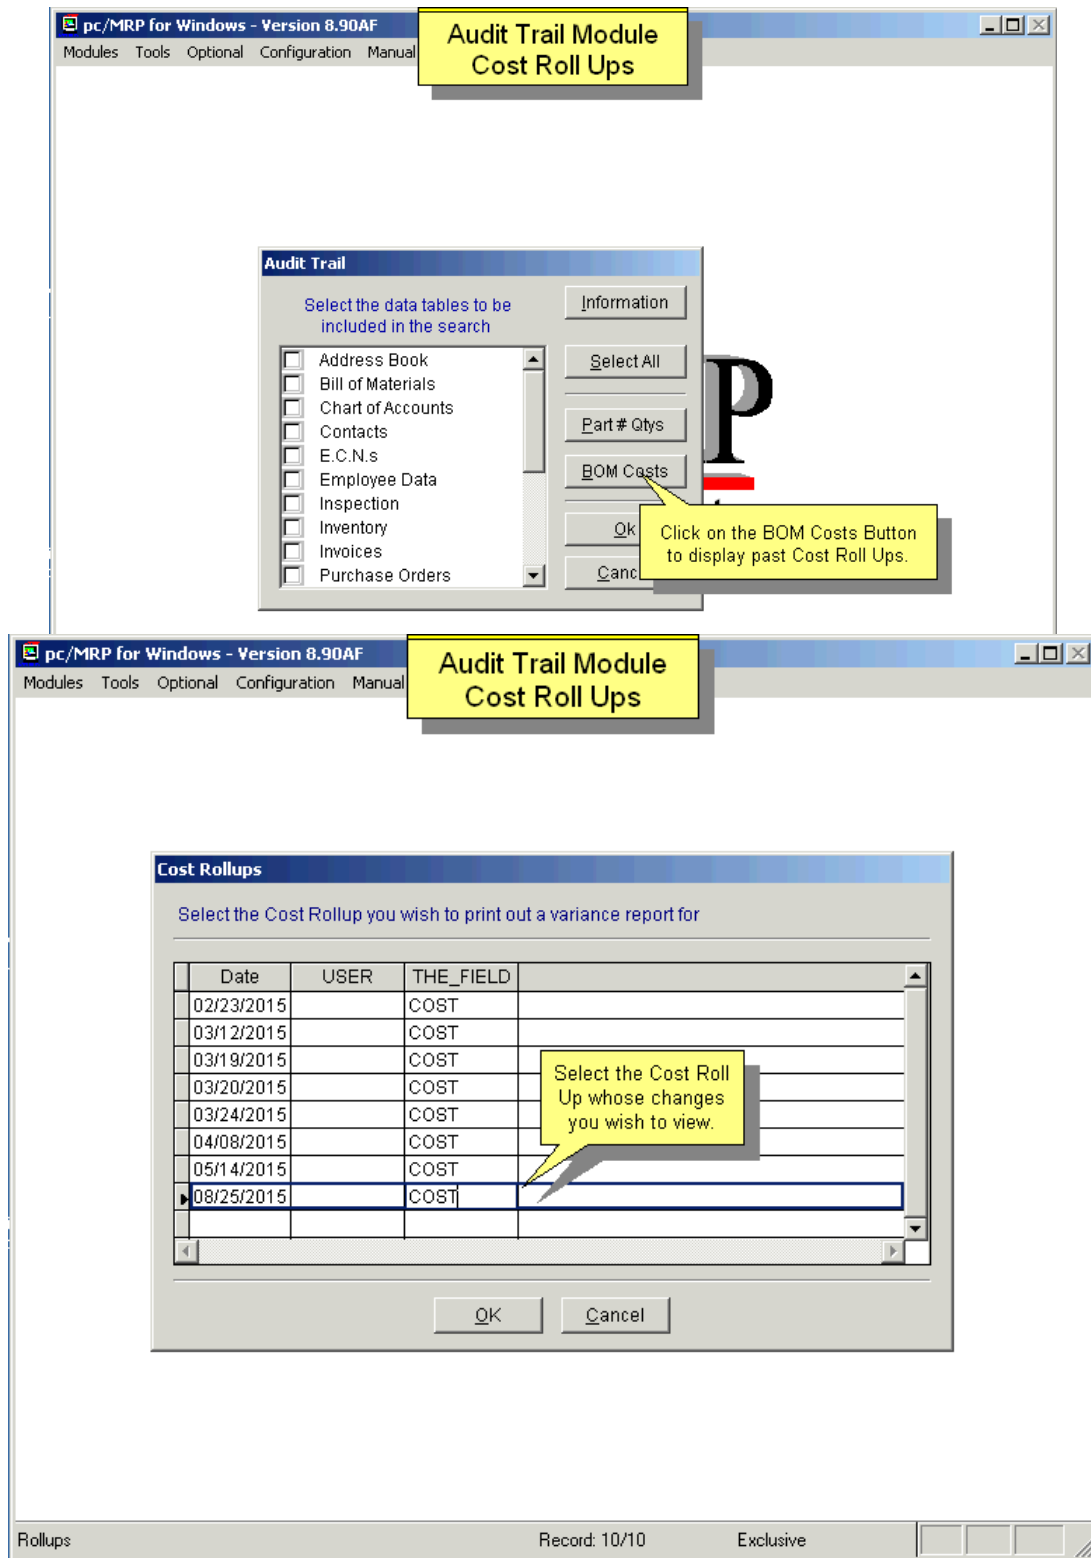 pc/MRP for Windows - Version 8.90AF
Audit Trail Module
Cost Roll Ups
Modules Tools Optional Configuration Manual
Audit Trail
Select the data tables to be
included in the search
Information
Select All
Part # Qtys
BOM Costs
Address Book
Bill of Materials
Chart of Accounts
Contacts
E.C.N.s
Employee Data
Inspection
Inventory
Invoices
Purchase Orders
P
Ok
Canc
Click on the BOM Costs Button
to display past Cost Roll Ups.
pc/MRP for Windows - Version 8.90AF
Audit Trail Module
Cost Roll Ups
Modules Tools Optional Configuration Manual
Cost Rollups
Select the Cost Rollup you wish to print out a variance report for
Date USER THE_FIELD
02/23/2015 COST
03/12/2015 COST
03/19/2015 COST
03/20/2015 COST
03/24/2015 COST
04/08/2015 COST
05/14/2015 COST
08/25/2015 COST
Select the Cost Roll
Up whose changes
you wish to view.
OK Cancel
Rollups Record: 10/10 Exclusive